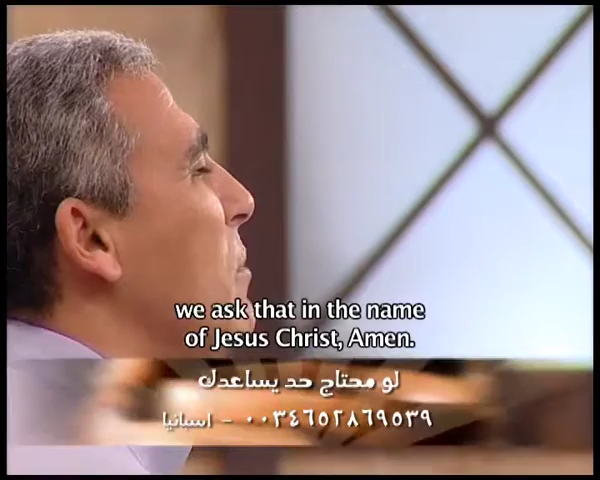 we ask that in the name
of Jesus Christ, Amen.
لو محتاج حد يساعدك
٠٠٣٤٦٥٢٨٦٩٥٣٩ - اسبانيا